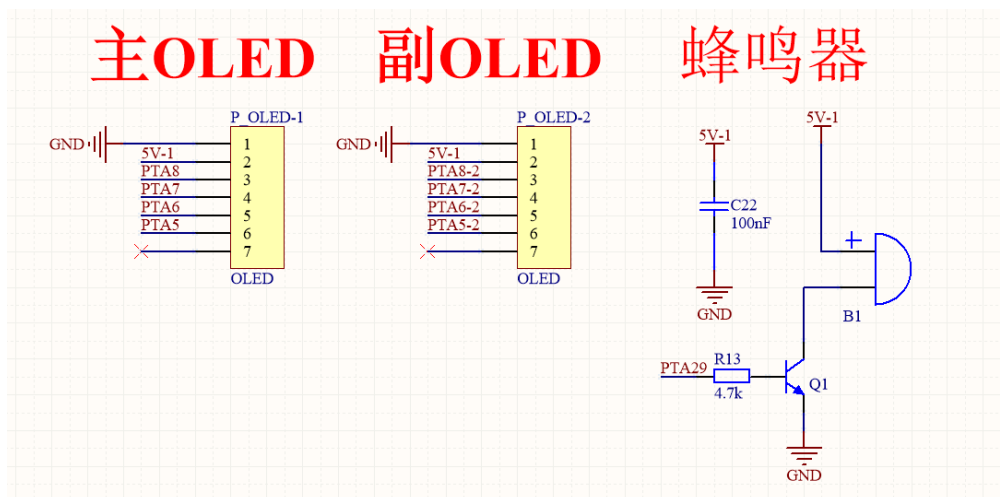 主OLED
副OLED
蜂鸣器
P_OLED-1
GND
1
5V-1
2
PTA8
3
PTA7
4
PTA6
5
PTA5
6
7
OLED
P_OLED-2
GND
1
5V-1
2
PTA8-2
3
PTA7-2
4
PTA6-2
5
PTA5-2
6
7
OLED
5V-1
C22
100nF
GND
5V-1
+
B1
PTA29
R13
4.7k
Q1
GND